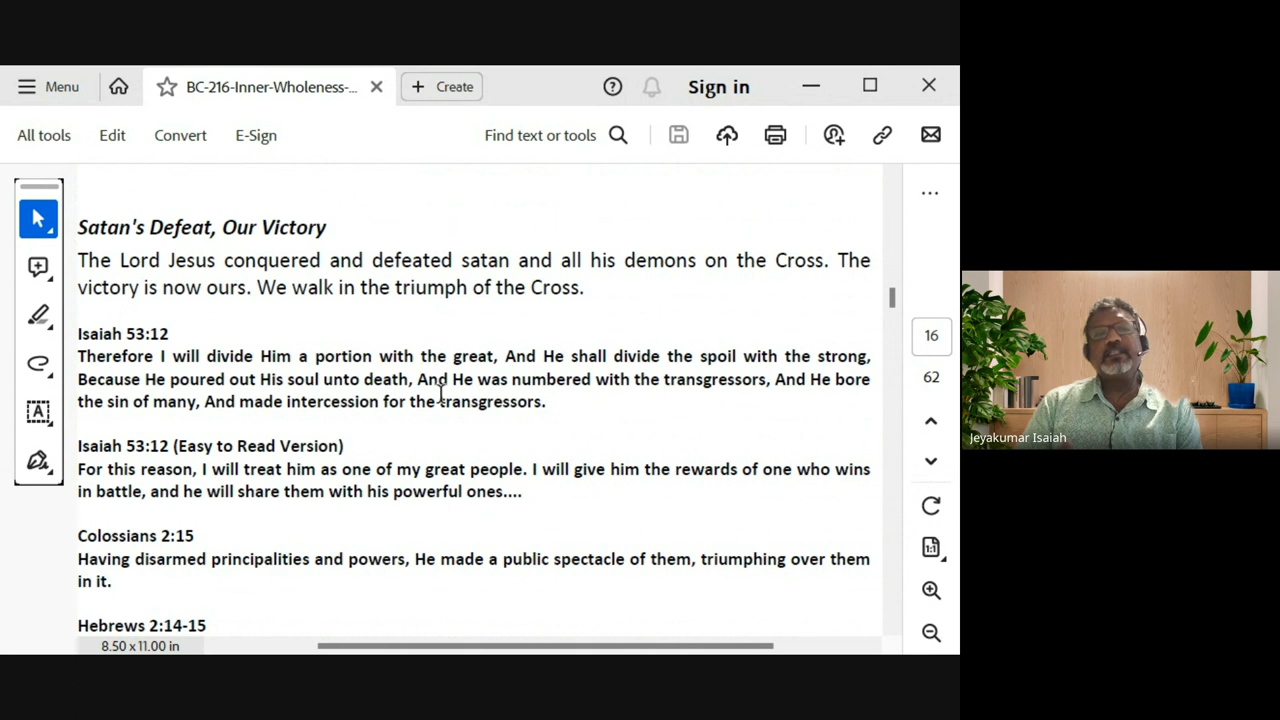 Menu
BC-216-Inner-Wholeness-...
Create
Sign in
All tools
Edit
Convert
E-Sign
Find text or tools
Satan's Defeat, Our Victory
The Lord Jesus conquered and defeated satan and all his demons on the Cross. The
victory is now ours. We walk in the triumph of the Cross.
Isaiah 53:12
Therefore I will divide Him a portion with the great, And He shall divide the spoil with the strong,
Because He poured out His soul unto death, And He was numbered with the transgressors, And He bore
the sin of many, And made intercession for the transgressors.
Isaiah 53:12 (Easy to Read Version)
For this reason, I will treat him as one of my great people. I will give him the rewards of one who wins
in battle, and he will share them with his powerful ones....
Colossians 2:15
Having disarmed principalities and powers, He made a public spectacle of them, triumphing over them
in it.
Hebrews 2:14-15
8.50 x 11.00 in
16
62
1:1
Jeyakumar Isaiah